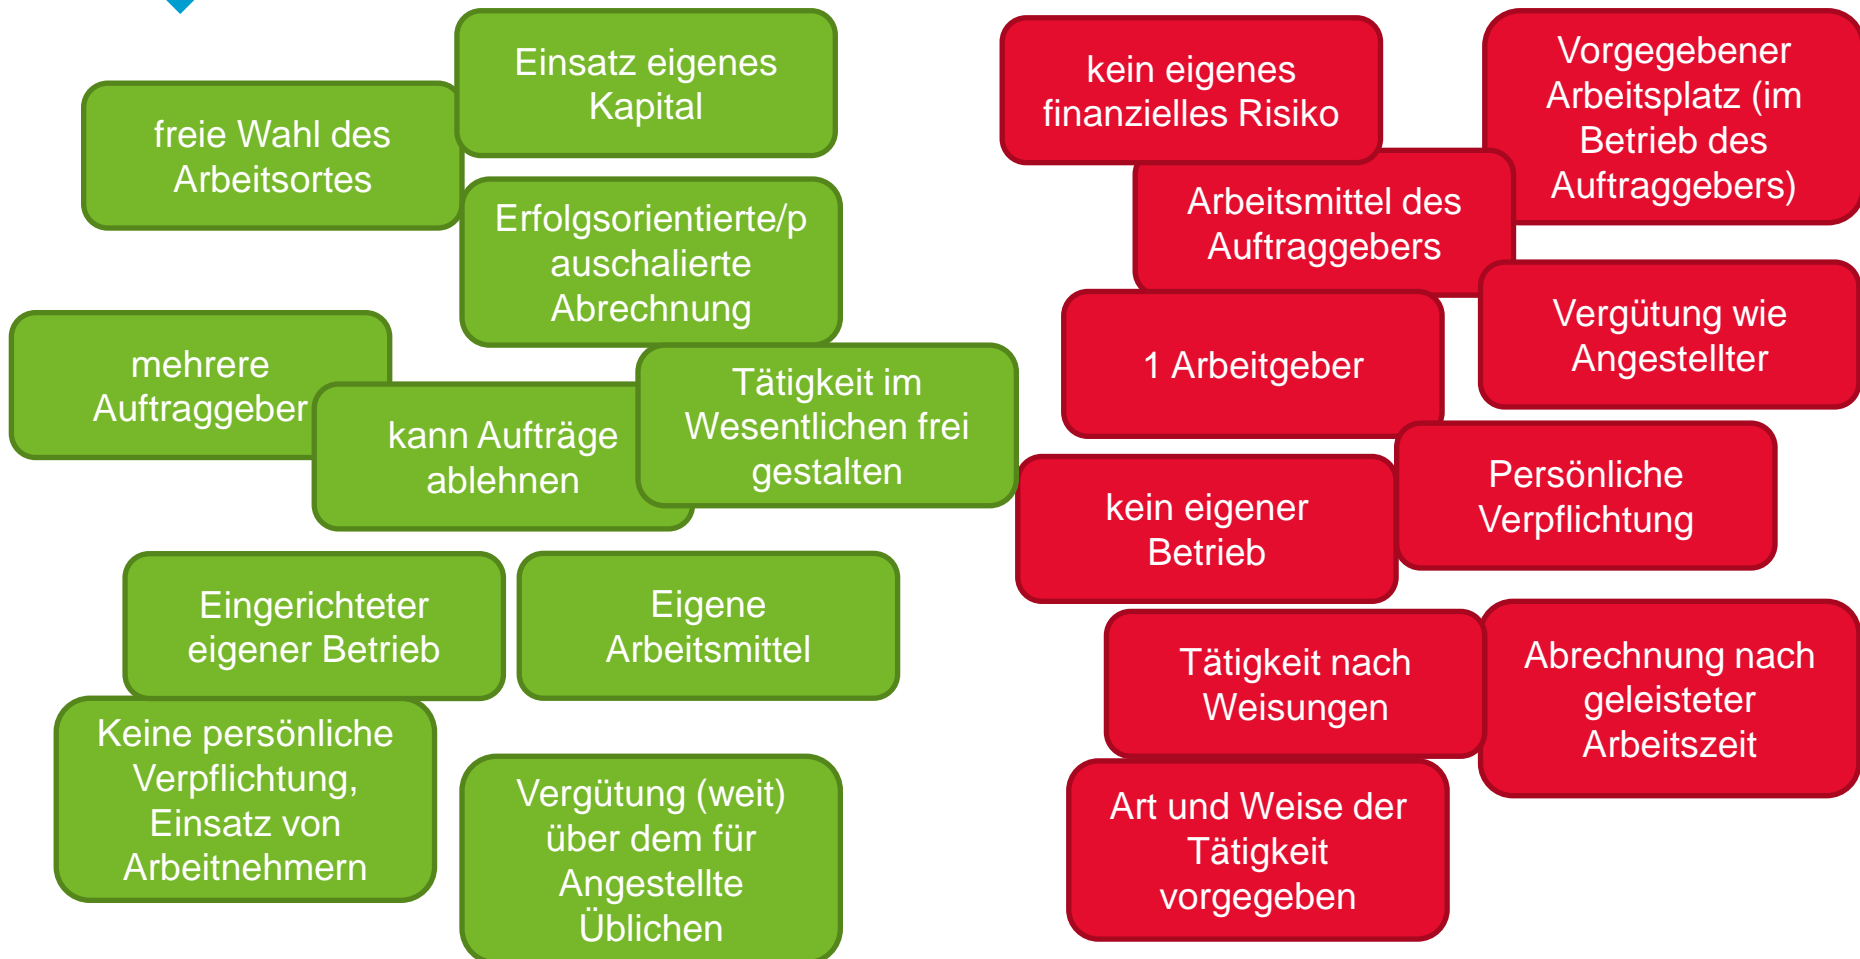 Einsatz eigenes
Kapital
freie Wahl des
Arbeitsortes
Erfolgsorientierte/p
auschalierte
Abrechnung
mehrere
Auftraggeber
kann Aufträge
ablehnen
Tätigkeit im
Wesentlichen frei
gestalten
Eingerichteter
eigener Betrieb
Eigene
Arbeitsmittel
Keine persönliche
Verpflichtung,
Einsatz von
Arbeitnehmern
Vergütung (weit)
über dem für
Angestellte
Üblichen
kein eigenes
finanzielles Risiko
Vorgegebener
Arbeitsplatz (im
Betrieb des
Auftraggebers)
Arbeitsmittel des
Auftraggebers
Vergütung wie
Angestellter
1 Arbeitgeber
Persönliche
Verpflichtung
kein eigener
Betrieb
Tätigkeit nach
Weisungen
Abrechnung nach
geleisteter
Arbeitszeit
Art und Weise der
Tätigkeit
vorgegeben